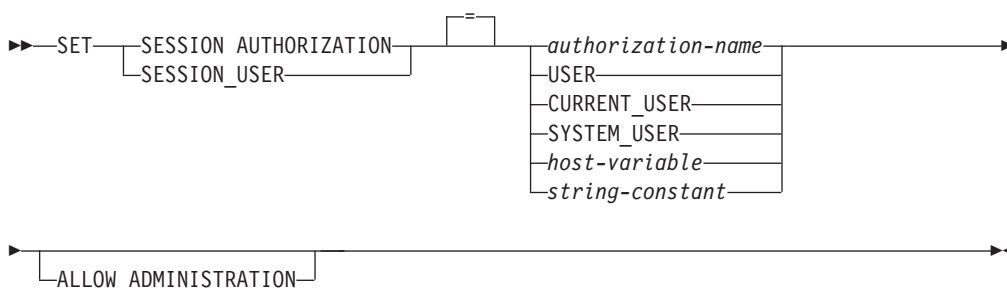 =
SET SESSION AUTHORIZATION authorization-name
SESSION_USER USER
CURRENT_USER
SYSTEM_USER
host-variable
string-constant
ALLOW ADMINISTRATION